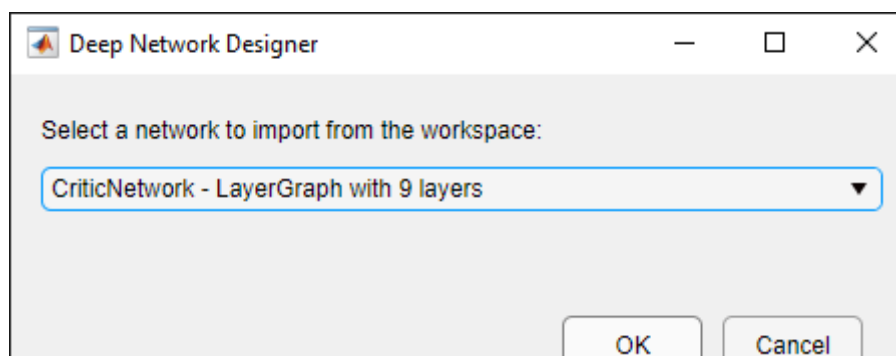 Deep Network Designer
Select a network to import from the workspace:
CriticNetwork - LayerGraph with 9 layers
OK Cancel